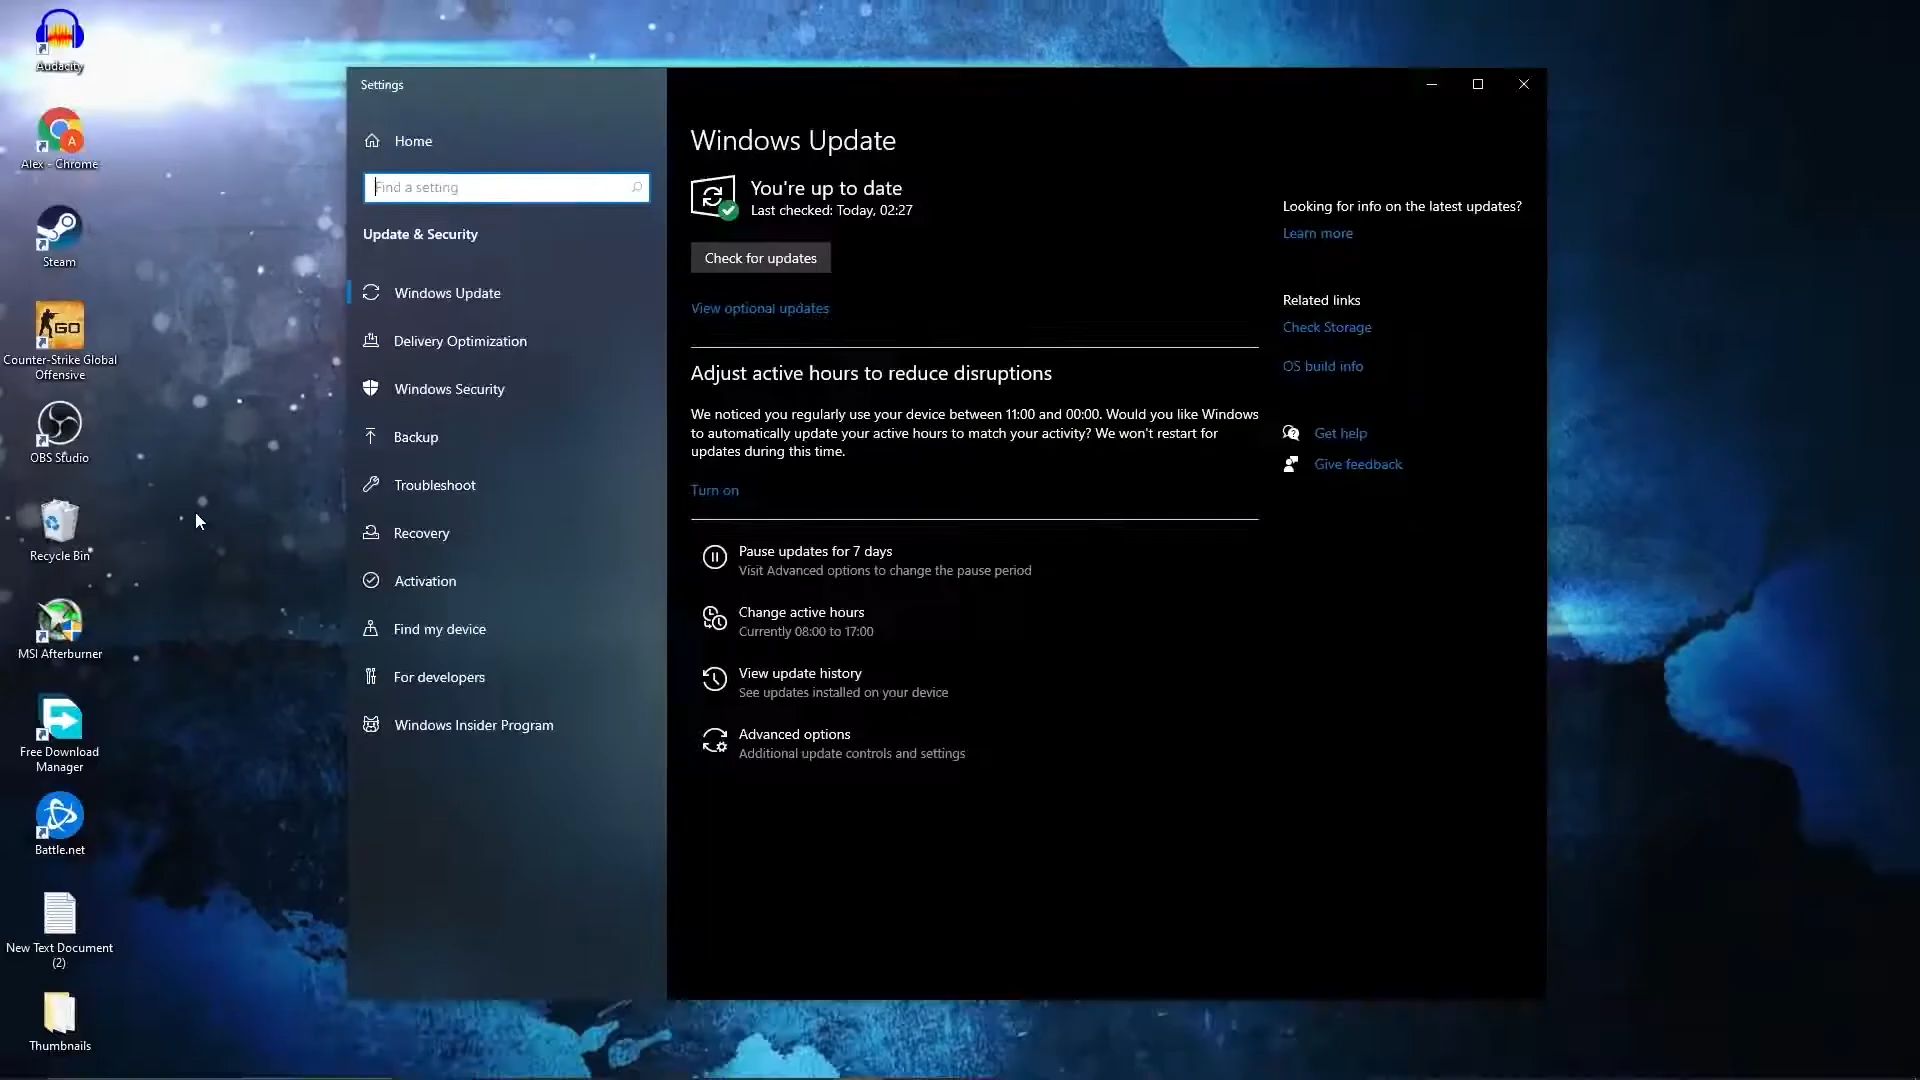 Audacity
Alex - Chrome
Steam
GO
Counter-Strike Global
Offensive
OBS Studio
Recycle Bin
MSI Afterburner
Free Download
Manager
Battle.net
New Text Document
(2)
Thumbnails
Settings
Home
Find a setting
Update & Security
Windows Update
Delivery Optimization
Windows Security
Backup
Troubleshoot
Recovery
Activation
Find my device
For developers
Windows Insider Program
Windows Update
You're up to date
Last checked: Today, 02:27
Check for updates
View optional updates
Adjust active hours to reduce disruptions
We noticed you regularly use your device between 11:00 and 00:00. Would you like Windows
to automatically update your active hours to match your activity? We won't restart for
updates during this time.
Turn on
Pause updates for 7 days
Visit Advanced options to change the pause period
Change active hours
Currently 08:00 to 17:00
View update history
See updates installed on your device
Advanced options
Additional update controls and settings
Looking for info on the latest updates?
Learn more
Related links
Check Storage
OS build info
Get help
Give feedback